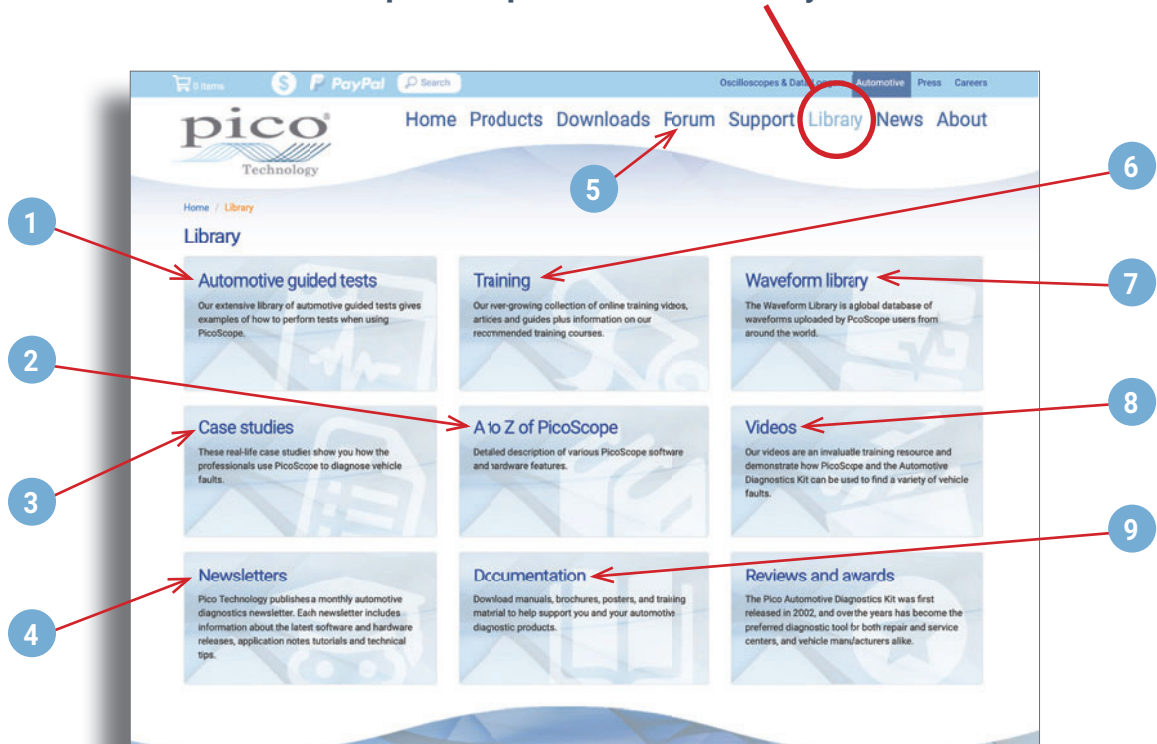 0 items
$
PayPal
Search
Oscilloscopes & Data Loggers
Automotive
Press
Careers
pico
Technology
Home Products Downloads Forum Support Library News About
5
6
Home / Library
Library
1
Automotive guided tests
Our extensive library of automotive guided tests gives
examples of how to perform tests when using
PicoScope.
Training
Our ever-growing collection of online training videos,
artices and guides plus information on our
recommended training courses.
Waveform library
The Waveform Library is aglobal database of
waveforms uploaded by PcoScope users from
around the world.
7
2
Case studies
These real-life case studies show you how the
professionals use PicoScope to diagnose vehicle
faults.
A to Z of PicoScope
Detailed description of various PicoScope software
and hardware features.
Videos
Our videos are an invaluable training resource and
demonstrate how PicoScope and the Automotive
Diagnostics Kit can be used to find a variety of vehicle
faults.
8
3
9
Newsletters
Pico Technology publishes a monthly automotive
diagnostics newsletter. Each newsletter includes
information about the latest software and hardware
releases, application notes tutorials and technical
tips.
Documentation
Download manuals, brochures, posters, and training
matrial to help support you and your automotive
diagnostic products.
Reviews and awards
The Pico Automotive Diagnostics Kit was first
released in 2002, and overthe years has become the
preferred diagnostic tool for both repair and service
centers, and vehicle manufacturers alike.
4